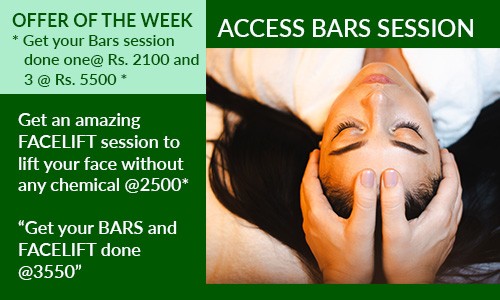 OFFER OF THE WEEK
* Get your Bars session
done one@ Rs. 2100 and
3 @ Rs. 5500 *
ACCESS BARS SESSION
Get an amazing
FACELIFT session to
lift your face without
any chemical @2500*
“Get your BARS and
FACELIFT done
@3550”